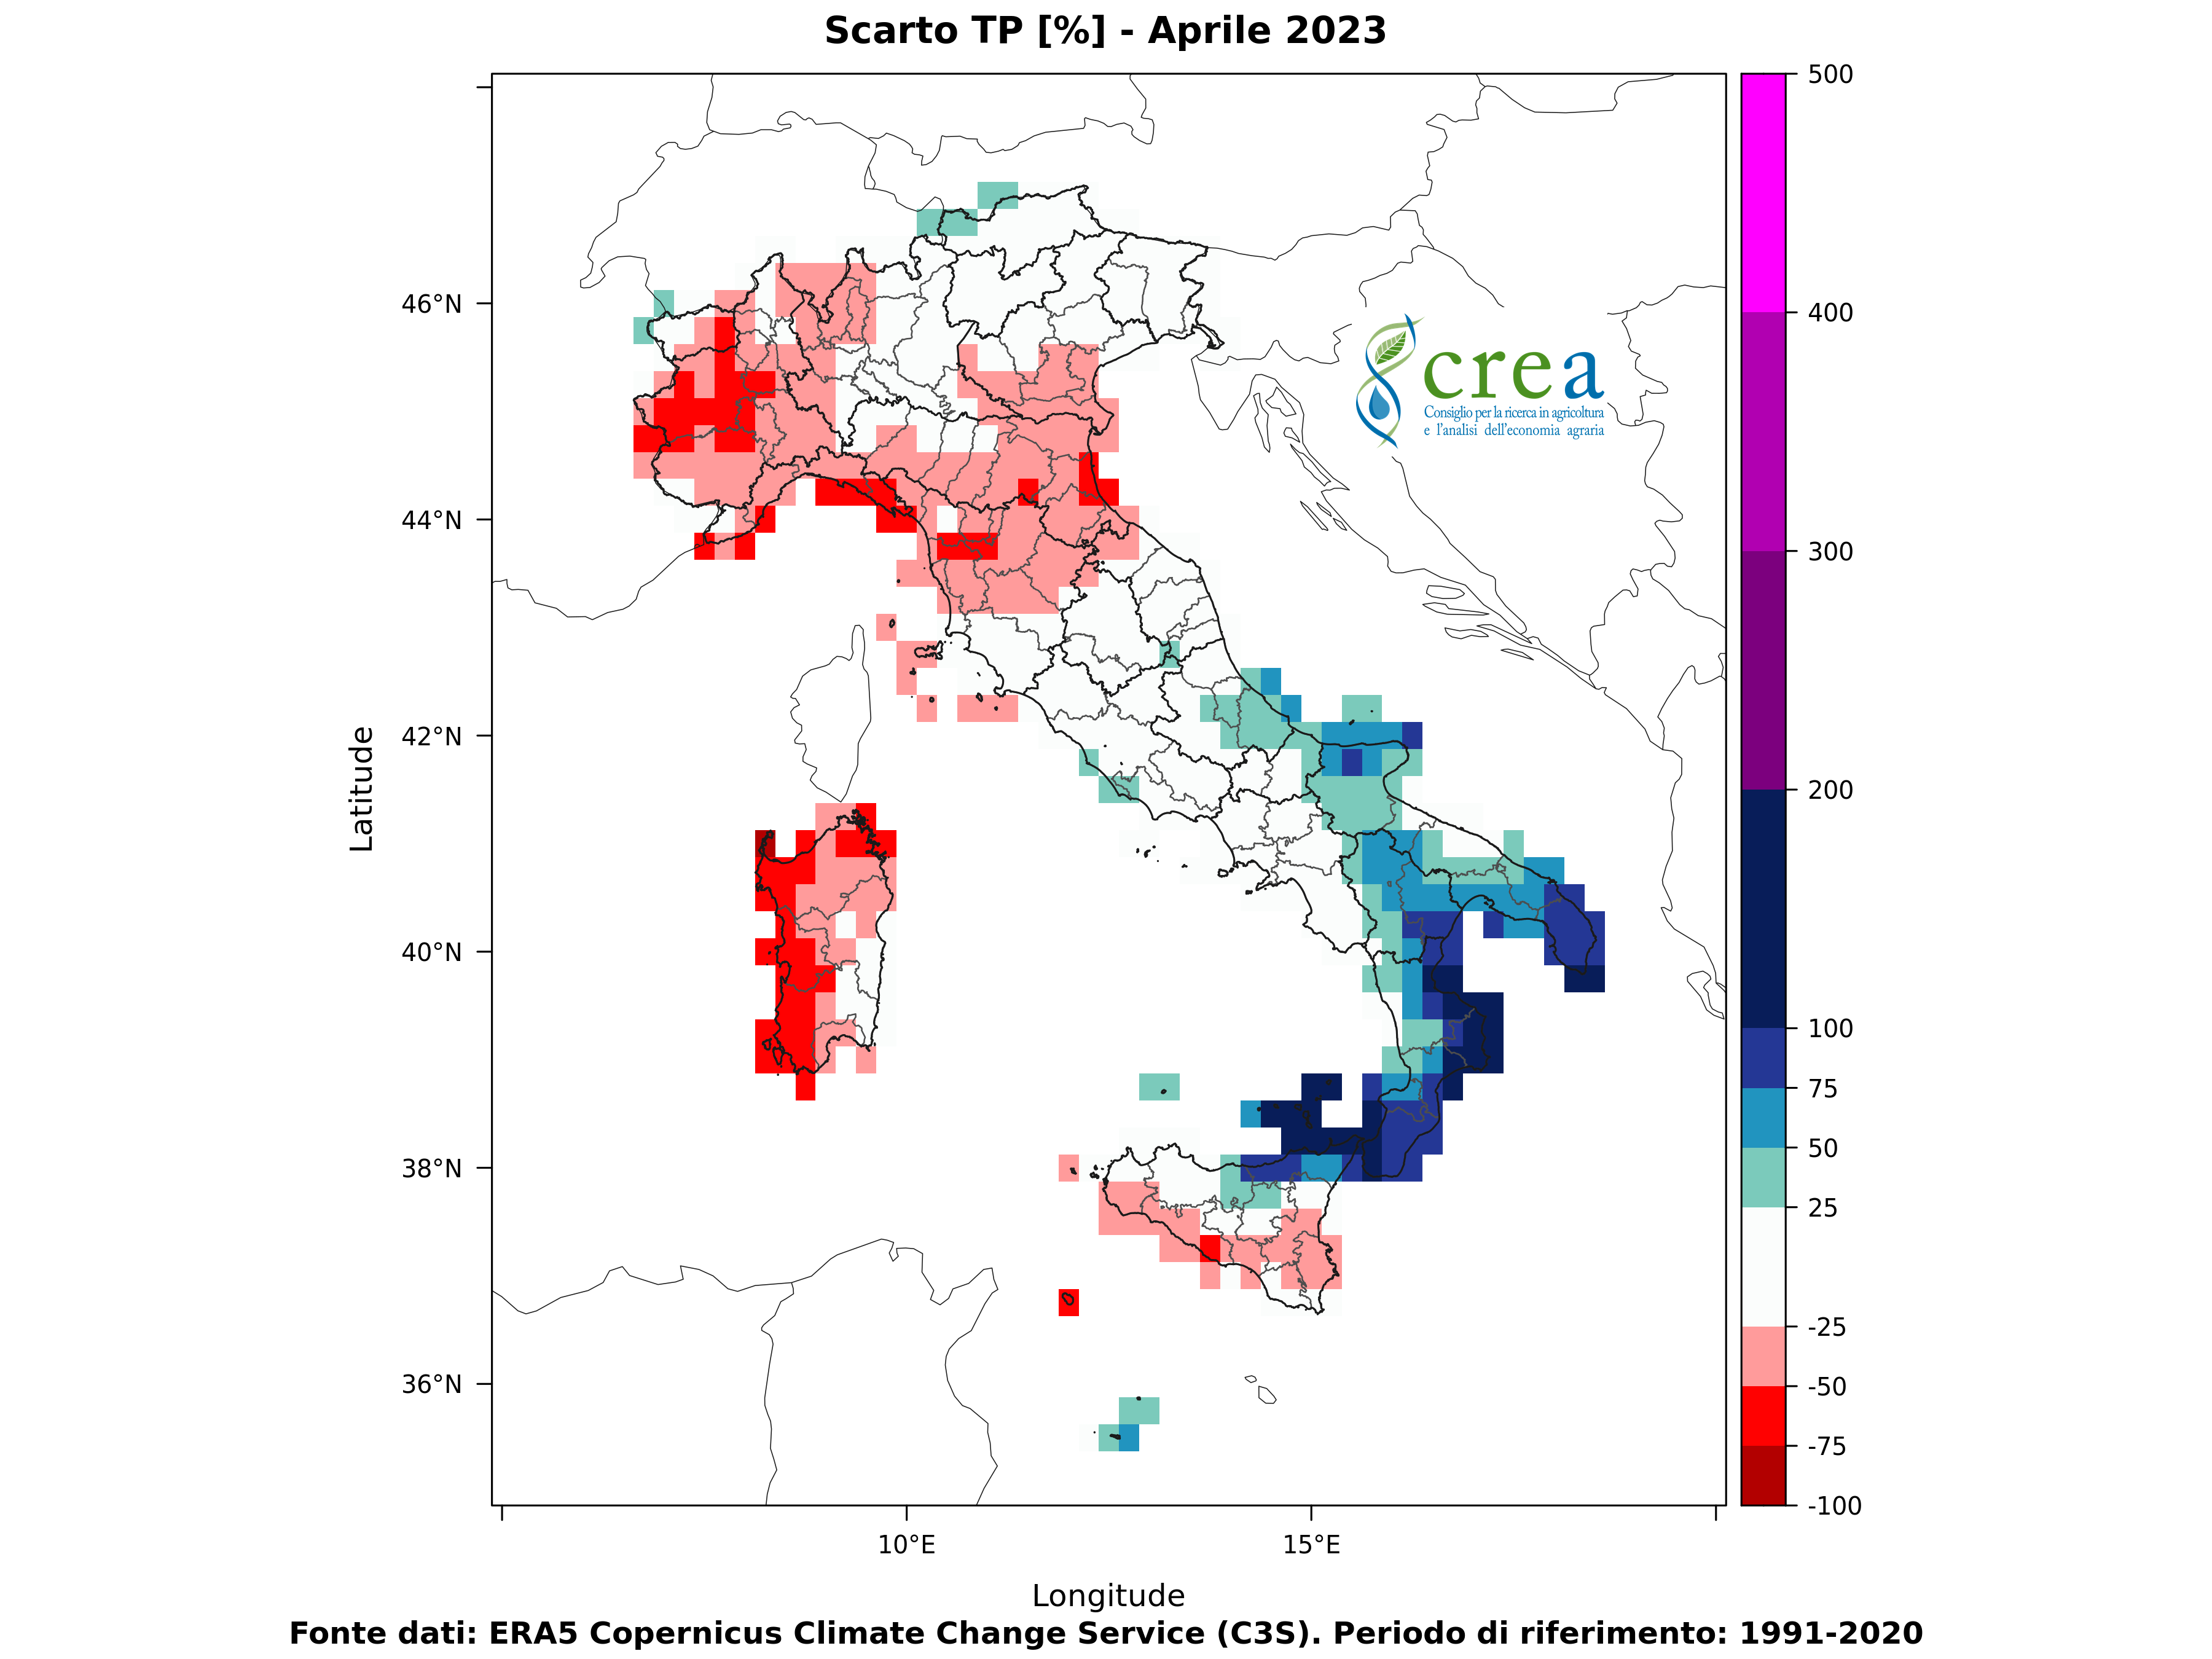 Scarto TP [%] - Aprile 2023
500
400
300
200
100
75
50
25
-25
-50
-75
-100
crea
Consiglio per la ricerca in agricoltura
e l'analisi dell'economia agraria
46°N
44°N
42°N
40°N
38°N
36°N
Latitude
10°E
15°E
Longitude
Fonte dati: ERA5 Copernicus Climate Change Service (C3S). Periodo di riferimento: 1991-2020